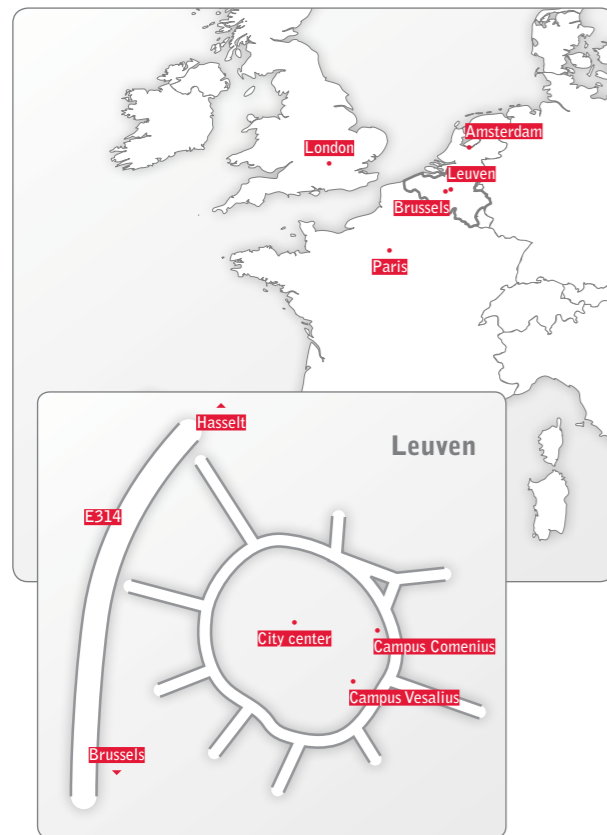 London
Amsterdam
Leuven
Brussels
Paris
Hasselt
Leuven
E314
City center
Campus Comenius
Campus Vesalius
Brussels